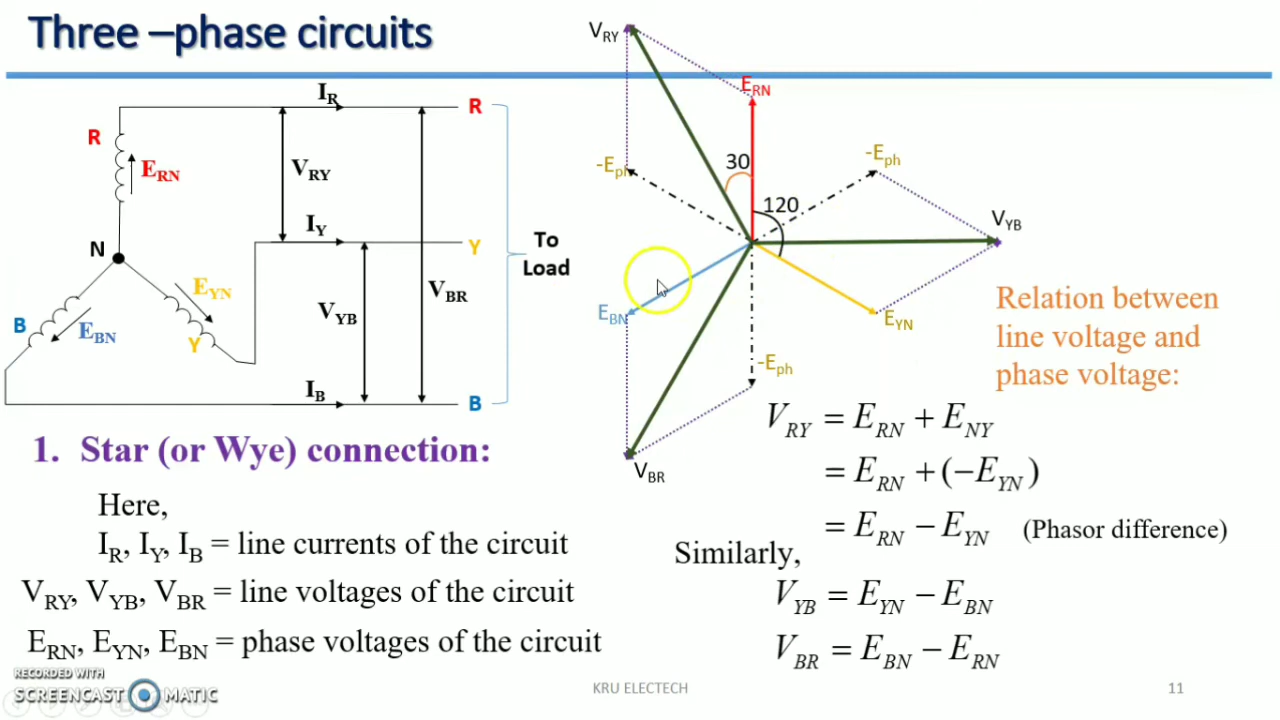 Three –phase circuits
I_R
R
R
E_RN
V_RY
I_Y
N
Y
To
Load
E_YN
V_BR
B
E_BN
Y
V_YB
I_B
B
V_RY
E_RN
-E_ph
30
-E_ph
120
V_YB
E_BN
E_YN
-E_ph
V_BR
Relation between
line voltage and
phase voltage:
1. Star (or Wye) connection:
Here,
I_R, I_Y, I_B = line currents of the circuit
V_RY, V_YB, V_BR = line voltages of the circuit
E_RN, E_YN, E_BN = phase voltages of the circuit
V_RY = E_RN + E_NY
= E_RN + (−E_YN)
= E_RN − E_YN (Phasor difference)
Similarly,
V_YB = E_YN − E_BN
V_BR = E_BN − E_RN
RECORDED WITH
SCREENCAST MATIC
KRU ELECTECH
11